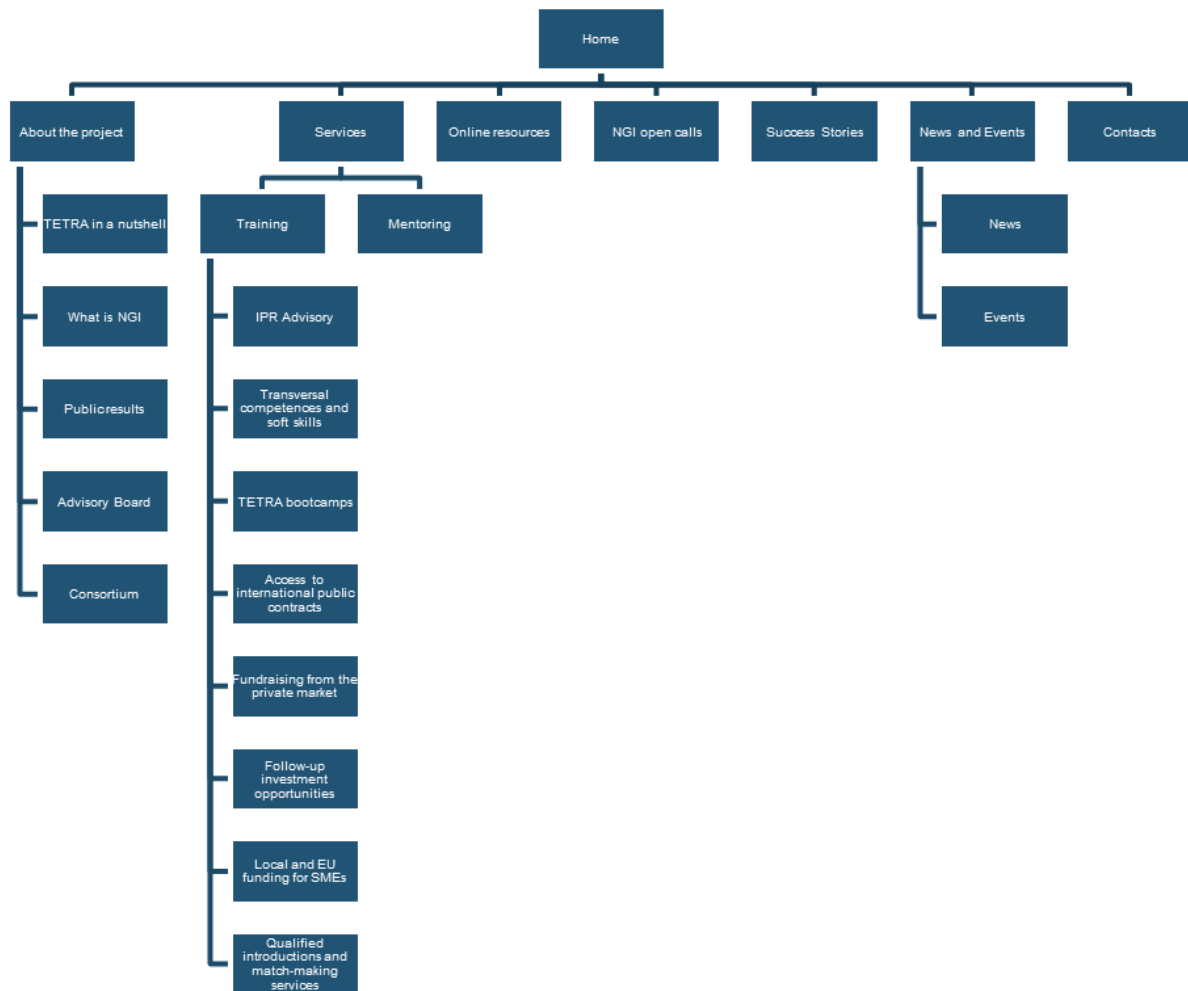 Home
About the project
Services
Online resources
NGI open calls
Success Stories
News and Events
Contacts
TETRA in a nutshell
Training
Mentoring
News
What is NGI
IPR Advisory
Events
Public results
Transversal
competences and
soft skills
Advisory Board
TETRA bootcamps
Consortium
Access to
international public
contracts
Fundraising from the
private market
Follow-up
investment
opportunities
Local and EU
funding for SMEs
Qualified
introductions and
match-making
services